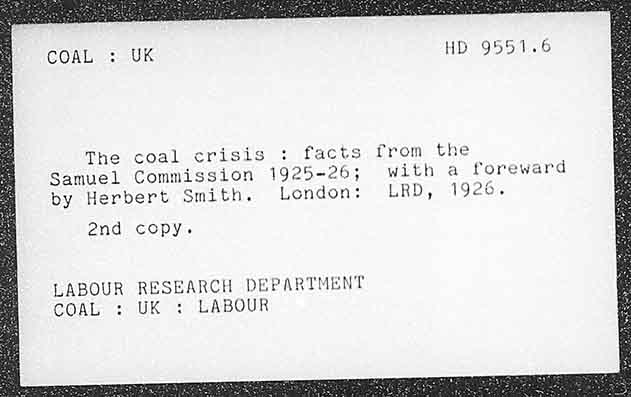 COAL : UK
HD 9551.6
The coal crisis : facts from the
Samuel Commission 1925-26; with a foreward
by Herbert Smith. London: LRD, 1926.
2nd copy.
LABOUR RESEARCH DEPARTMENT
COAL : UK : LABOUR